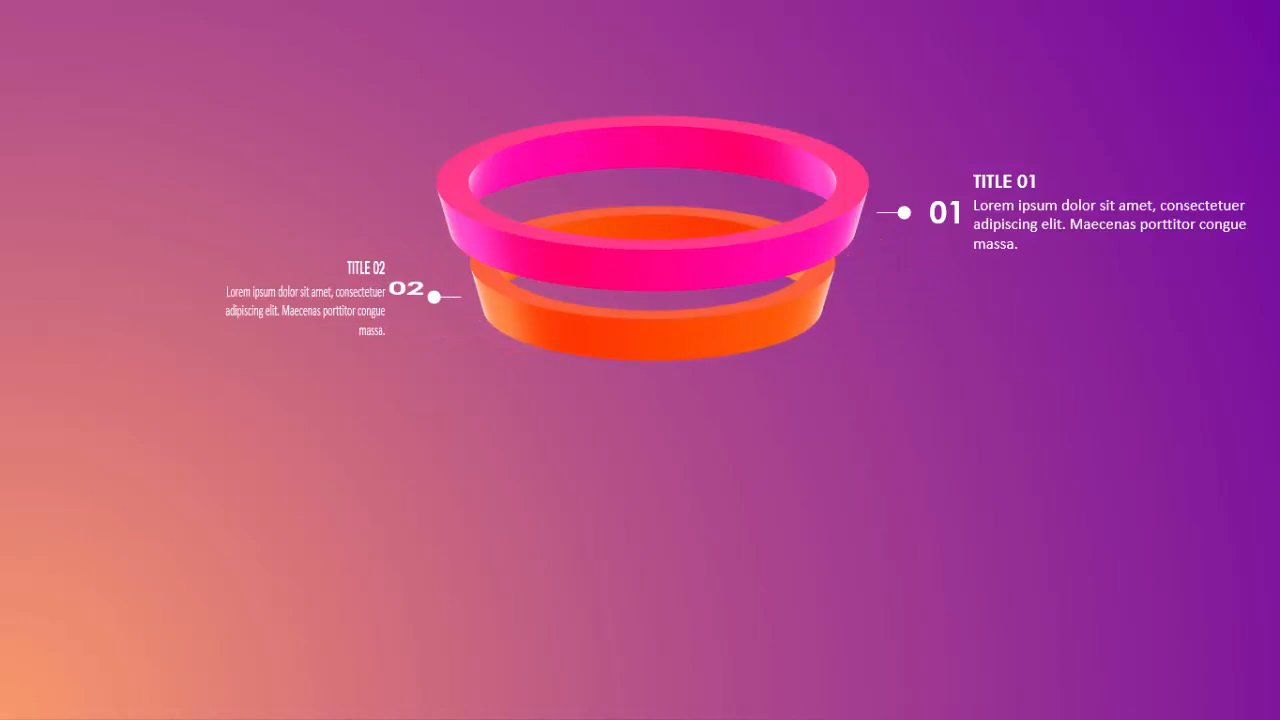 TITLE 01
01
Lorem ipsum dolor sit amet, consectetuer
adipiscing elit. Maecenas porttitor congue
massa.
TITLE 02
02
Lorem ipsum dolor sit amet, consectetuer
adipiscing elit. Maecenas porttitor congue
massa.